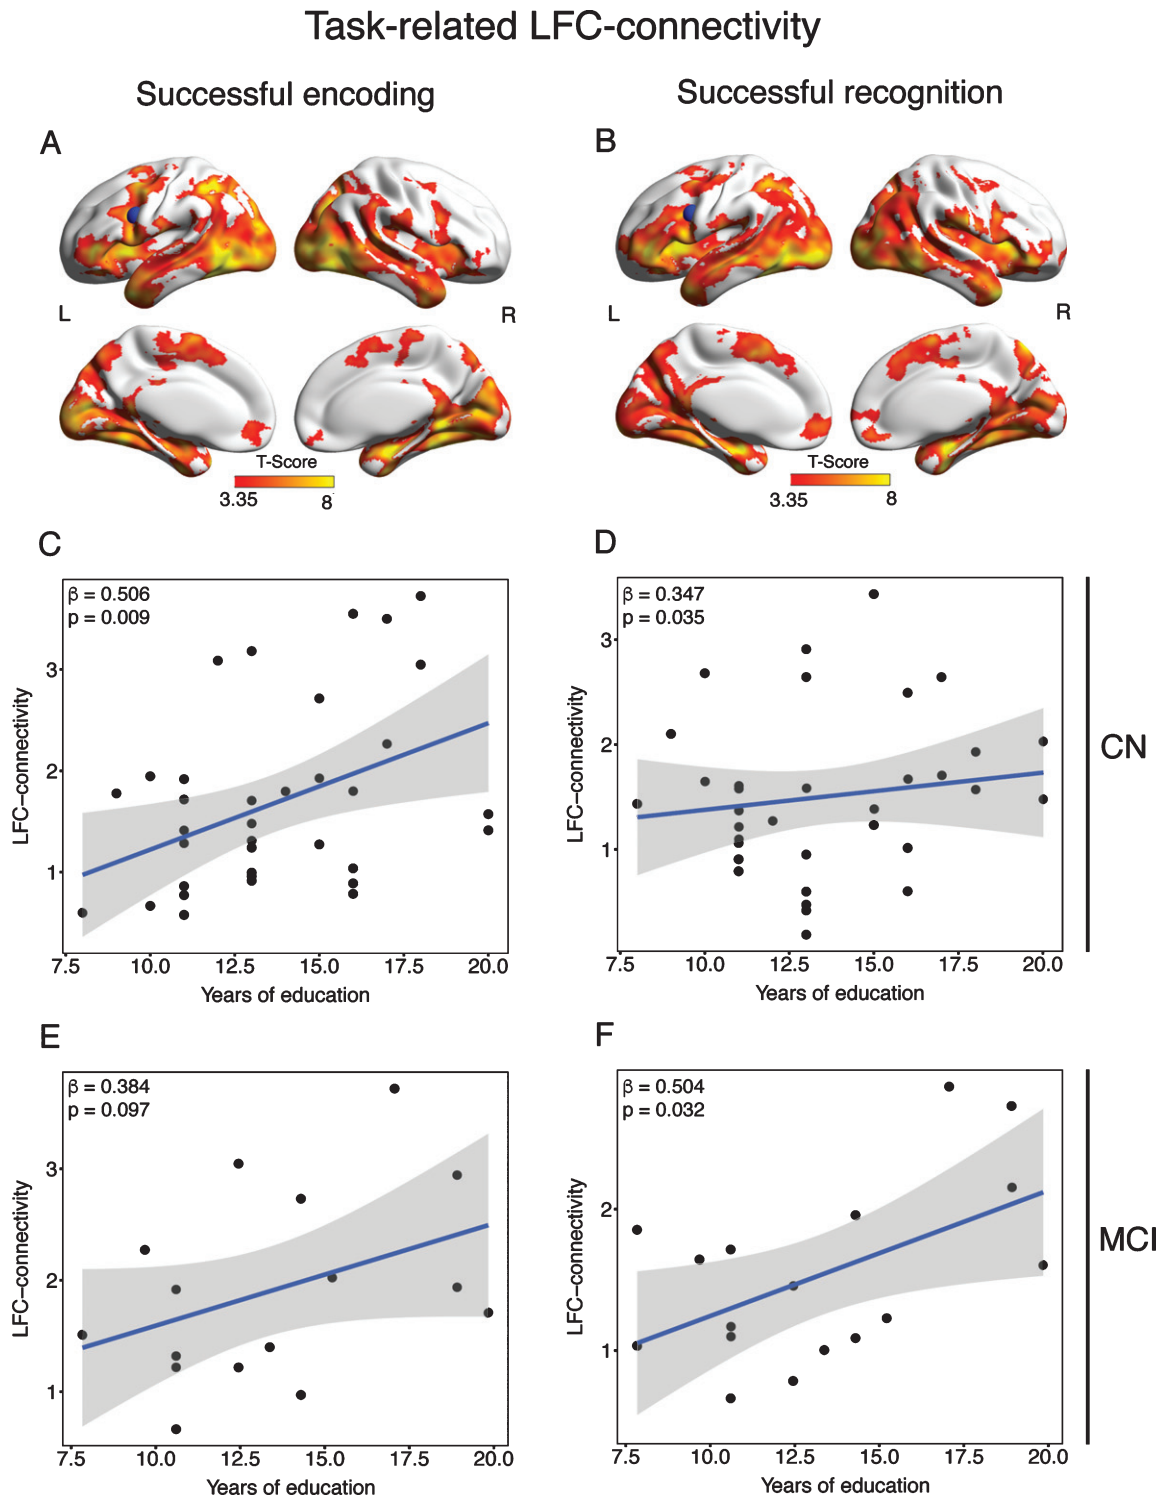 Task-related LFC-connectivity
Successful encoding
Successful recognition
A
B
L
R
L
R
T-Score
3.35
8
T-Score
3.35
8
C
β = 0.506
p = 0.009
3
2
1
LFC-connectivity
7.5 10.0 12.5 15.0 17.5 20.0
Years of education
D
β = 0.347
p = 0.035
3
2
1
LFC-connectivity
7.5 10.0 12.5 15.0 17.5 20.0
Years of education
CN
E
β = 0.384
p = 0.097
3
2
1
LFC-connectivity
7.5 10.0 12.5 15.0 17.5 20.0
Years of education
F
β = 0.504
p = 0.032
2
1
LFC-connectivity
7.5 10.0 12.5 15.0 17.5 20.0
Years of education
MCI